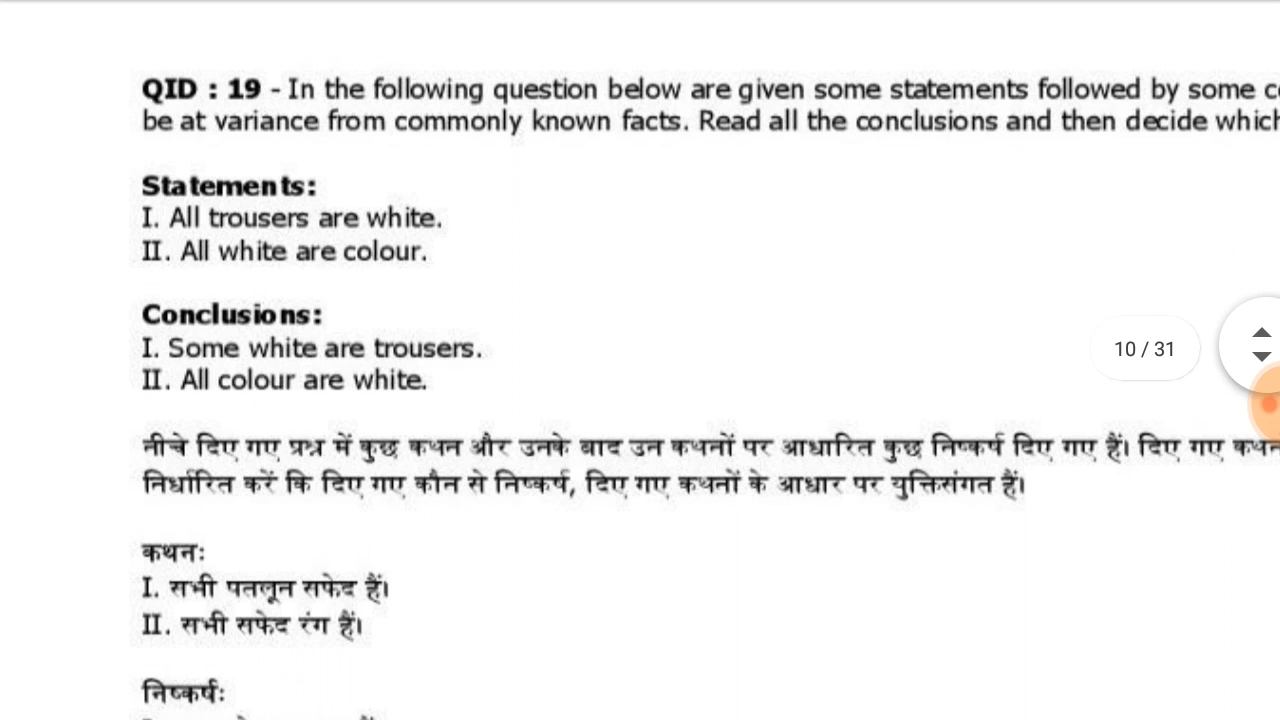 QID : 19 - In the following question below are given some statements followed by some
be at variance from commonly known facts. Read all the conclusions and then decide which
Statements:
I. All trousers are white.
II. All white are colour.
Conclusions:
I. Some white are trousers.
II. All colour are white.
10 / 31
नीचे दिए गए प्रश्न में कुछ कथन और उनके बाद उन कथनों पर आधारित कुछ निष्कर्ष दिए गए हैं। दिए गए कथन
निर्धारित करें कि दिए गए कौन से निष्कर्ष, दिए गए कथनों के आधार पर युक्तिसंगत हैं।
कथनः
I. सभी पतलून सफेद हैं।
II. सभी सफेद रंग हैं।
निष्कर्षः